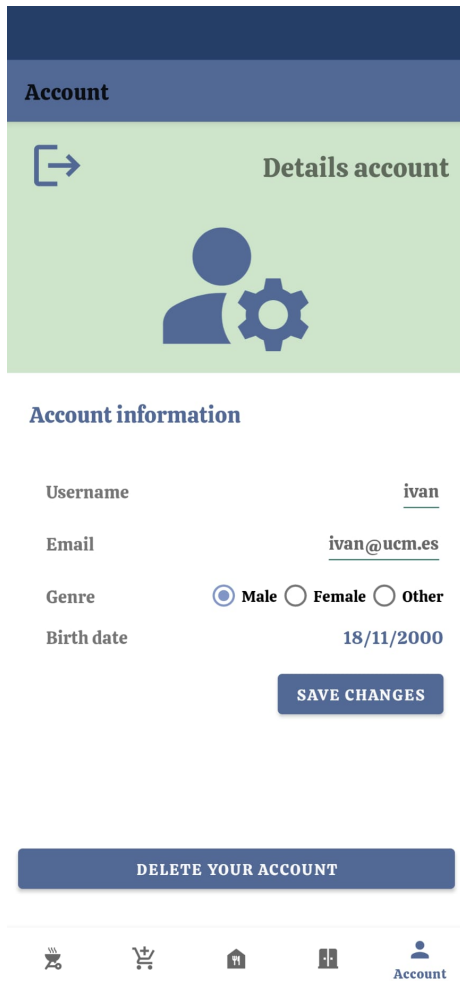 Account
Details account
Account information
Username ivan
Email ivan@ucm.es
Genre Male Female Other
Birth date 18/11/2000
SAVE CHANGES
DELETE YOUR ACCOUNT
Account